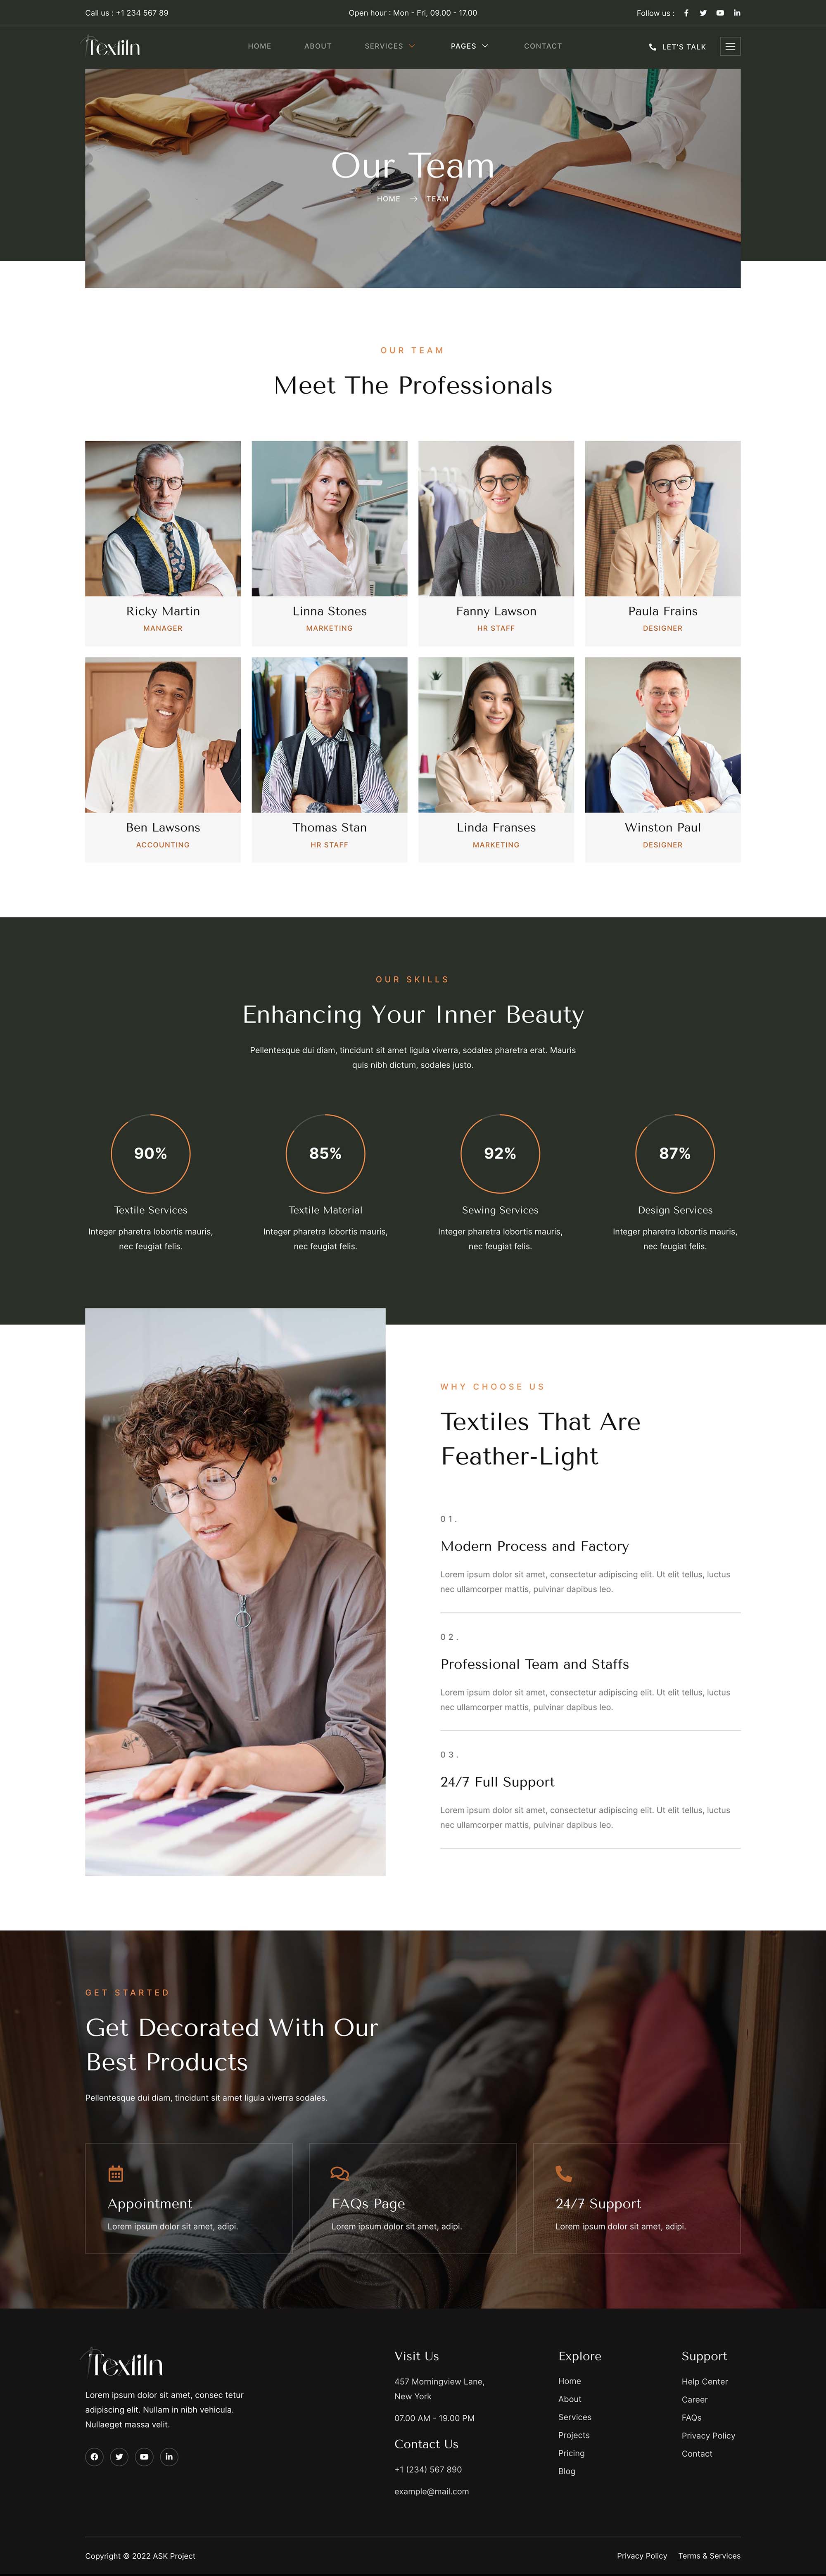 Call us : +1 234 567 89
Open hour : Mon - Fri, 09.00 - 17.00
Follow us :
Textiln
HOME
ABOUT
SERVICES
PAGES
CONTACT
LET'S TALK
Our Team
HOME
TEAM
OUR TEAM
Meet The Professionals
Ricky Martin
MANAGER
Linna Stones
MARKETING
Fanny Lawson
HR STAFF
Paula Frains
DESIGNER
Ben Lawsons
ACCOUNTING
Thomas Stan
HR STAFF
Linda Franses
MARKETING
Winston Paul
DESIGNER
OUR SKILLS
Enhancing Your Inner Beauty
Pellentesque dui diam, tincidunt sit amet ligula viverra, sodales pharetra erat. Mauris
quis nibh dictum, sodales justo.
90%
Textile Services
Integer pharetra lobortis mauris,
nec feugiat felis.
85%
Textile Material
Integer pharetra lobortis mauris,
nec feugiat felis.
92%
Sewing Services
Integer pharetra lobortis mauris,
nec feugiat felis.
87%
Design Services
Integer pharetra lobortis mauris,
nec feugiat felis.
WHY CHOOSE US
Textiles That Are
Feather-Light
01.
Modern Process and Factory
Lorem ipsum dolor sit amet, consectetur adipiscing elit. Ut elit tellus, luctus
nec ullamcorper mattis, pulvinar dapibus leo.
02.
Professional Team and Staffs
Lorem ipsum dolor sit amet, consectetur adipiscing elit. Ut elit tellus, luctus
nec ullamcorper mattis, pulvinar dapibus leo.
03.
24/7 Full Support
Lorem ipsum dolor sit amet, consectetur adipiscing elit. Ut elit tellus, luctus
nec ullamcorper mattis, pulvinar dapibus leo.
GET STARTED
Get Decorated With Our
Best Products
Pellentesque dui diam, tincidunt sit amet ligula viverra sodales.
Appointment
Lorem ipsum dolor sit amet, adipi.
FAQs Page
Lorem ipsum dolor sit amet, adipi.
24/7 Support
Lorem ipsum dolor sit amet, adipi.
Textiln
Lorem ipsum dolor sit amet, consec tetur
adipiscing elit. Nullam in nibh vehicula.
Nullaeget massa velit.
Visit Us
457 Morningview Lane,
New York
07.00 AM - 19.00 PM
Contact Us
+1 (234) 567 890
example@mail.com
Explore
Home
About
Services
Projects
Pricing
Blog
Support
Help Center
Career
FAQs
Privacy Policy
Contact
Copyright © 2022 ASK Project
Privacy Policy
Terms & Services